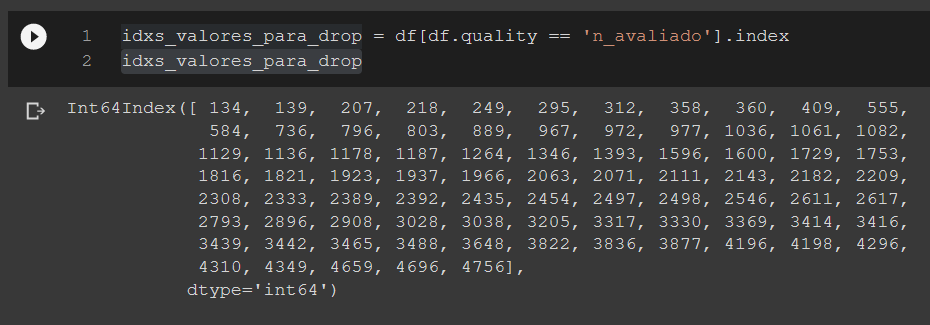 1 idxs_valores_para_drop = df[df.quality == 'n_avaliado'].index
2 idxs_valores_para_drop
Int64Index([ 134, 139, 207, 218, 249, 295, 312, 358, 360, 409, 555,
584, 736, 796, 803, 889, 967, 972, 977, 1036, 1061, 1082,
1129, 1136, 1178, 1187, 1264, 1346, 1393, 1596, 1600, 1729, 1753,
1816, 1821, 1923, 1937, 1966, 2063, 2071, 2111, 2143, 2182, 2209,
2308, 2333, 2389, 2392, 2435, 2454, 2497, 2498, 2546, 2611, 2617,
2793, 2896, 2908, 3028, 3038, 3205, 3317, 3330, 3369, 3414, 3416,
3439, 3442, 3465, 3488, 3648, 3822, 3836, 3877, 4196, 4198, 4296,
4310, 4349, 4659, 4696, 4756],
dtype='int64')